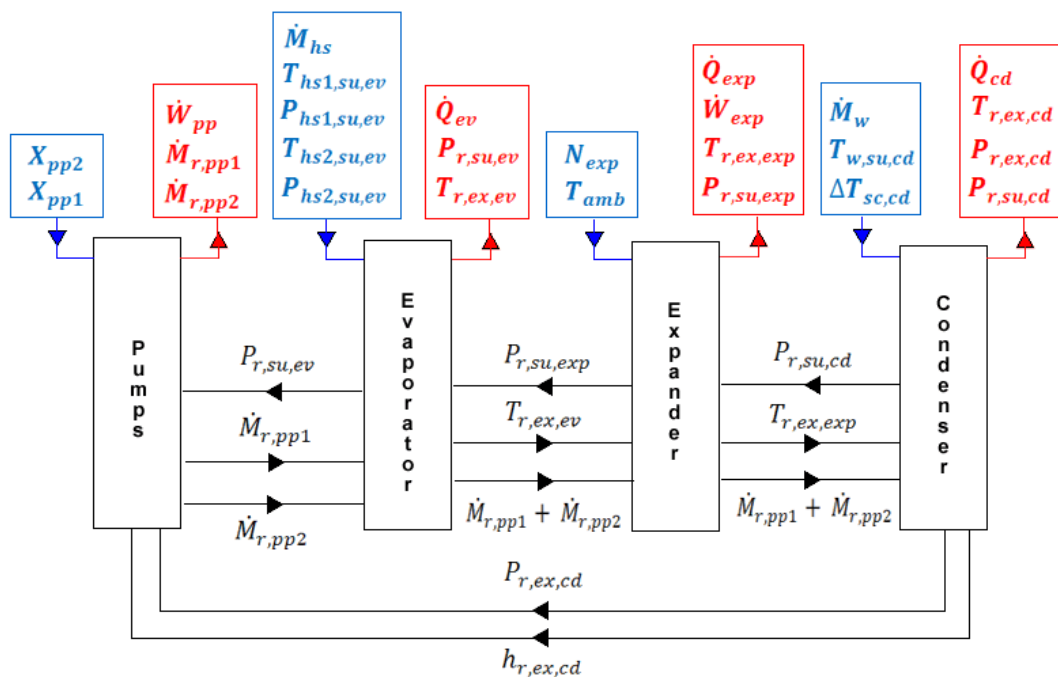 X_pp2
X_pp1
Ẇ_pp
Ṁ_r,pp1
Ṁ_r,pp2
Ṁ_hs
T_hs1,su,ev
P_hs1,su,ev
T_hs2,su,ev
P_hs2,su,ev
Q̇_ev
P_r,su,ev
T_r,ex,ev
N_exp
T_amb
Q̇_exp
Ẇ_exp
T_r,ex,exp
P_r,su,exp
Ṁ_w
T_w,su,cd
ΔT_sc,cd
Q̇_cd
T_r,ex,cd
P_r,ex,cd
P_r,su,cd
Pumps
P_r,su,ev
Ṁ_r,pp1
Ṁ_r,pp2
Evaporator
P_r,su,exp
T_r,ex,ev
Ṁ_r,pp1 + Ṁ_r,pp2
Expander
P_r,su,cd
T_r,ex,exp
Ṁ_r,pp1 + Ṁ_r,pp2
Condenser
P_r,ex,cd
h_r,ex,cd